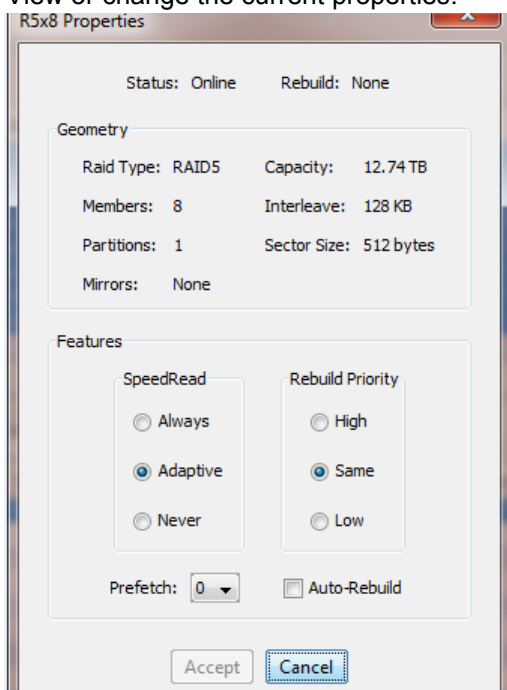 View or change the current properties.
R5x8 Properties
Status: Online Rebuild: None
Geometry
Raid Type: RAID5 Capacity: 12.74 TB
Members: 8 Interleave: 128 KB
Partitions: 1 Sector Size: 512 bytes
Mirrors: None
Features
SpeedRead Rebuild Priority
Always High
Adaptive Same
Never Low
Prefetch: 0 Auto-Rebuild
Accept Cancel